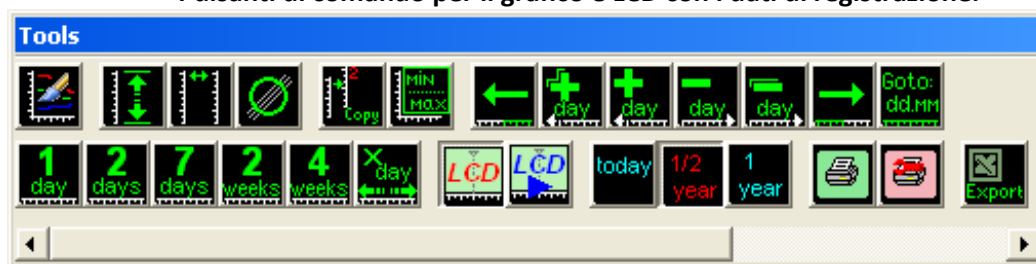 Pulsanti di comando per il grafico e LCD con i dati di registrazione.
Tools
2 Copy MIN MAX day day day day Goto: dd.MM
1 day 2 days 7 days 2 weeks 4 weeks X day LCD LCD today 1/2 year 1 year Export